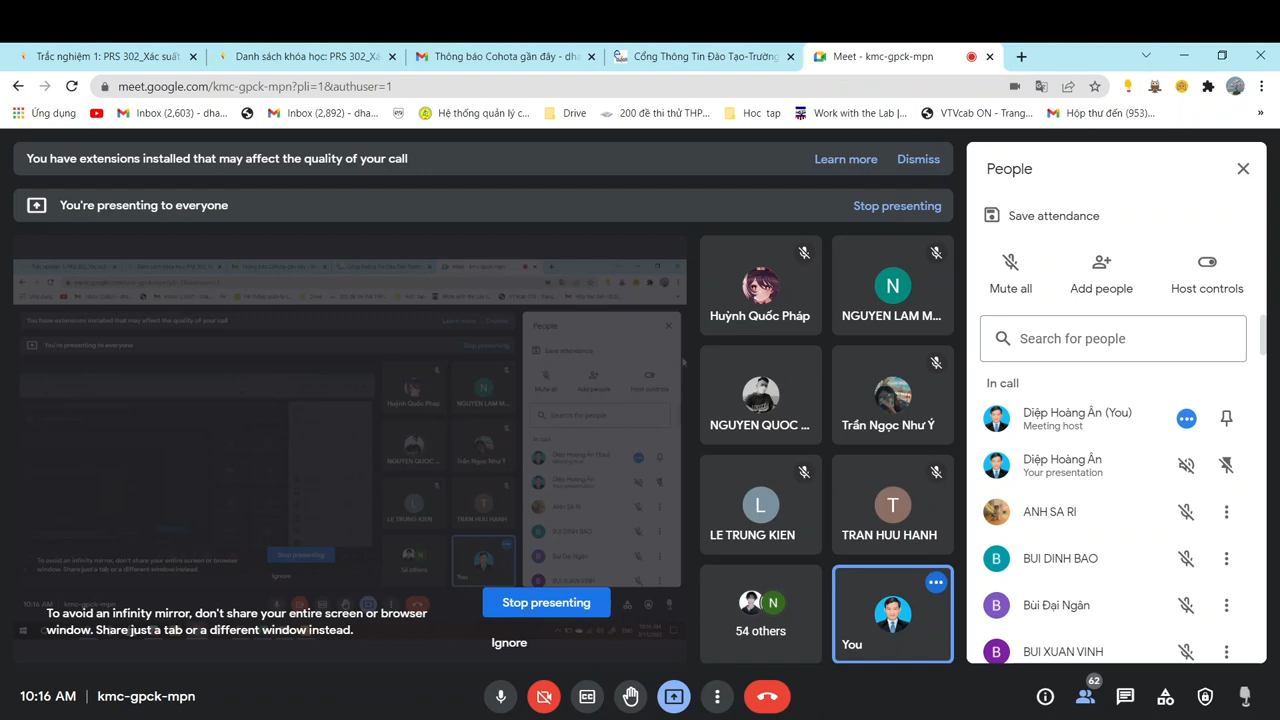 Trắc nghiệm 1: PRS 302_Xác suất
Danh sách khóa học: PRS 302_Xá
Thông báo Cohota gần đây - dha
Cổng Thông Tin Đào Tạo-Trường
Meet - kmc-gpck-mpn
meet.google.com/kmc-gpck-mpn?pli=1&authuser=1
Ứng dụng
Inbox (2,603) - dha...
Inbox (2,892) - dha...
Hệ thống quản lý c...
Drive
200 đề thi thử THP...
Hoc tap
Work with the Lab |...
VTVcab ON - Trang...
Hộp thư đến (953)...
You have extensions installed that may affect the quality of your call
Learn more
Dismiss
You're presenting to everyone
Stop presenting
Huỳnh Quốc Pháp
N
NGUYEN LAM M...
NGUYEN QUOC ...
Trần Ngọc Như Ý
L
LE TRUNG KIEN
T
TRAN HUU HANH
N
54 others
You
To avoid an infinity mirror, don't share your entire screen or browser
window. Share just a tab or a different window instead.
Stop presenting
Ignore
People
Save attendance
Mute all
Add people
Host controls
Search for people
In call
Diệp Hoàng Ân (You)
Meeting host
Diệp Hoàng Ân
Your presentation
ANH SA RI
B
BUI DINH BAO
B
Bùi Đại Ngân
B
BUI XUAN VINH
10:16 AM | kmc-gpck-mpn
62